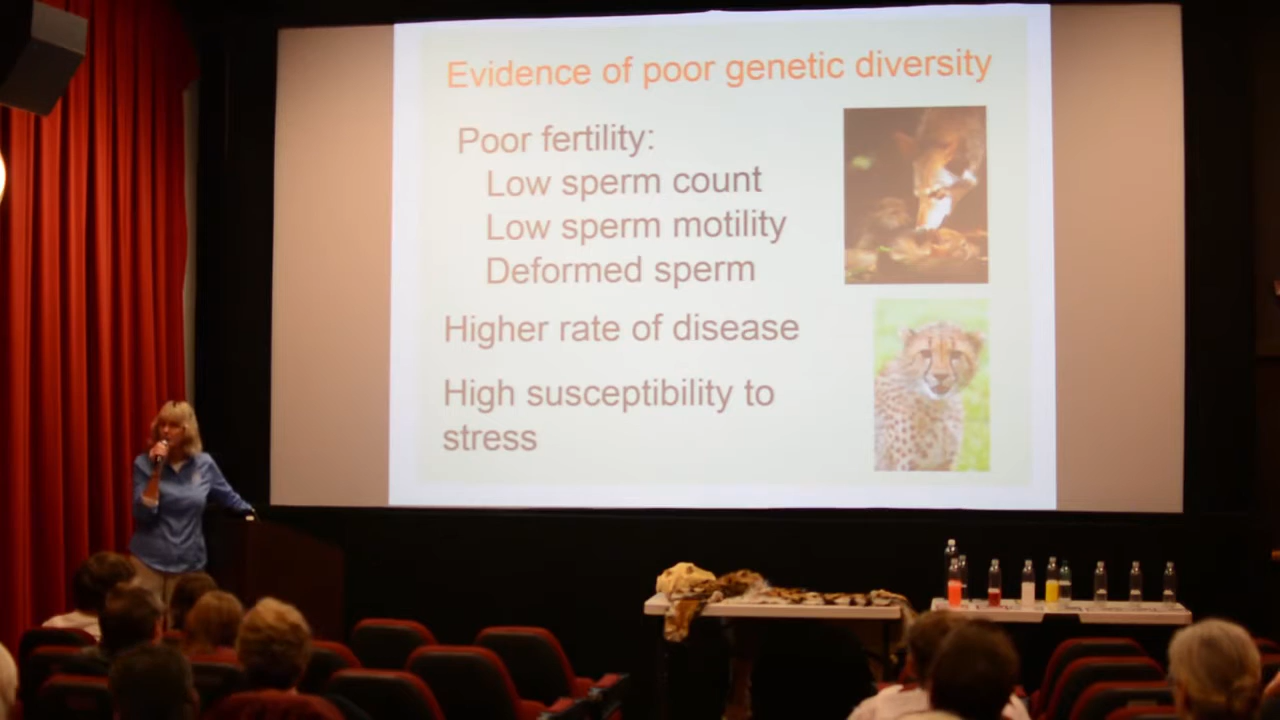 Evidence of poor genetic diversity
Poor fertility:
Low sperm count
Low sperm motility
Deformed sperm
Higher rate of disease
High susceptibility to
stress